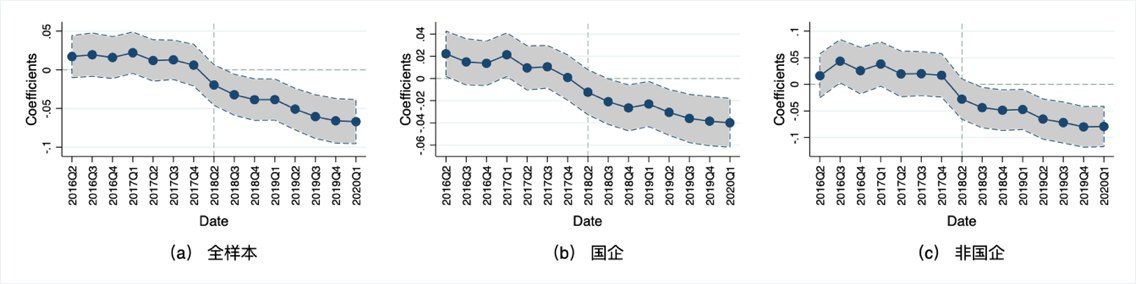 Coefficients
.05
0
-.05
-.1
2016Q2
2016Q3
2016Q4
2017Q1
2017Q2
2017Q3
2017Q4
2018Q2
2018Q3
2018Q4
2019Q1
2019Q2
2019Q3
2019Q4
2020Q1
Date
(a) 全样本
Coefficients
.04
.02
0
-.02
-.04
-.06
2016Q2
2016Q3
2016Q4
2017Q1
2017Q2
2017Q3
2017Q4
2018Q2
2018Q3
2018Q4
2019Q1
2019Q2
2019Q3
2019Q4
2020Q1
Date
(b) 国企
Coefficients
.1
.05
0
-.05
-.1
2016Q2
2016Q3
2016Q4
2017Q1
2017Q2
2017Q3
2017Q4
2018Q2
2018Q3
2018Q4
2019Q1
2019Q2
2019Q3
2019Q4
2020Q1
Date
(c) 非国企